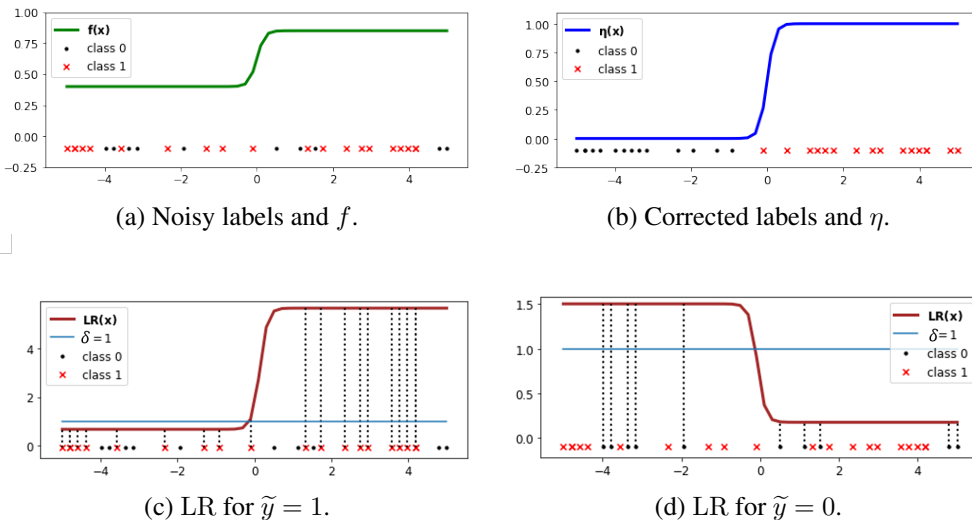 1.00
0.75
0.50
0.25
0.00
−0.25
f(x)
class 0
class 1
−4 −2 0 2 4
(a) Noisy labels and f.
1.00
0.75
0.50
0.25
0.00
−0.25
η(x)
class 0
class 1
−4 −2 0 2 4
(b) Corrected labels and η.
4
2
0
LR(x)
δ=1
class 0
class 1
−4 −2 0 2 4
(c) LR for ỹ = 1.
1.5
1.0
0.5
0.0
LR(x)
δ=1
class 0
class 1
−4 −2 0 2 4
(d) LR for ỹ = 0.